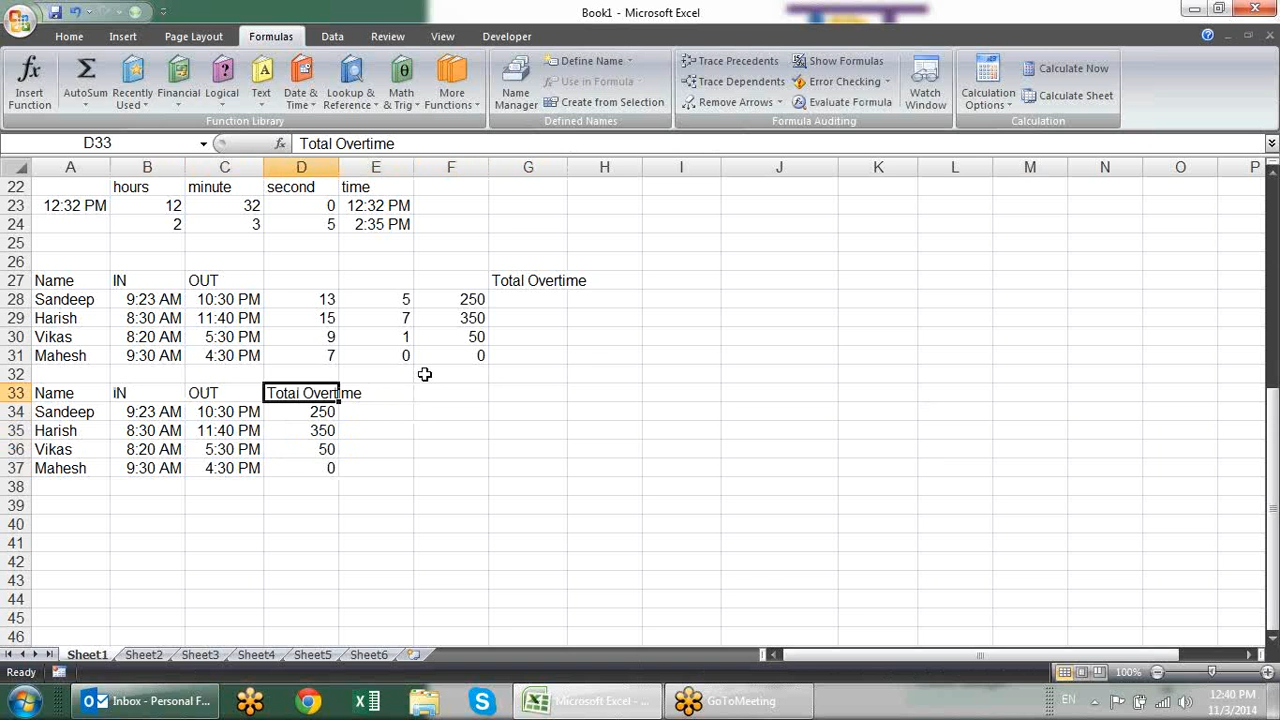 Book1 - Microsoft Excel
Home Insert Page Layout Formulas Data Review View Developer
Insert Function
AutoSum
Recently Used
Financial
Logical
Text
Date & Time
Lookup & Reference
Math & Trig
More Functions
Function Library
Name Manager
Define Name
Use in Formula
Create from Selection
Defined Names
Trace Precedents
Trace Dependents
Remove Arrows
Show Formulas
Error Checking
Evaluate Formula
Formula Auditing
Watch Window
Calculation Options
Calculate Now
Calculate Sheet
Calculation
D33 fx Total Overtime
A B C D E F G H I J K L M N O P
22 hours minute second time
23 12:32 PM 12 32 0 12:32 PM
24 2 3 5 2:35 PM
25
26
27 Name IN OUT Total Overtime
28 Sandeep 9:23 AM 10:30 PM 13 5 250
29 Harish 8:30 AM 11:40 PM 15 7 350
30 Vikas 8:20 AM 5:30 PM 9 1 50
31 Mahesh 9:30 AM 4:30 PM 7 0 0
32
33 Name iN OUT Total Overtime
34 Sandeep 9:23 AM 10:30 PM 250
35 Harish 8:30 AM 11:40 PM 350
36 Vikas 8:20 AM 5:30 PM 50
37 Mahesh 9:30 AM 4:30 PM 0
38
39
40
41
42
43
44
45
46
Sheet1 Sheet2 Sheet3 Sheet4 Sheet5 Sheet6
Ready 100%
Inbox - Personal F... Microsoft Excel - ... GoToMeeting EN 12:40 PM
11/3/2014